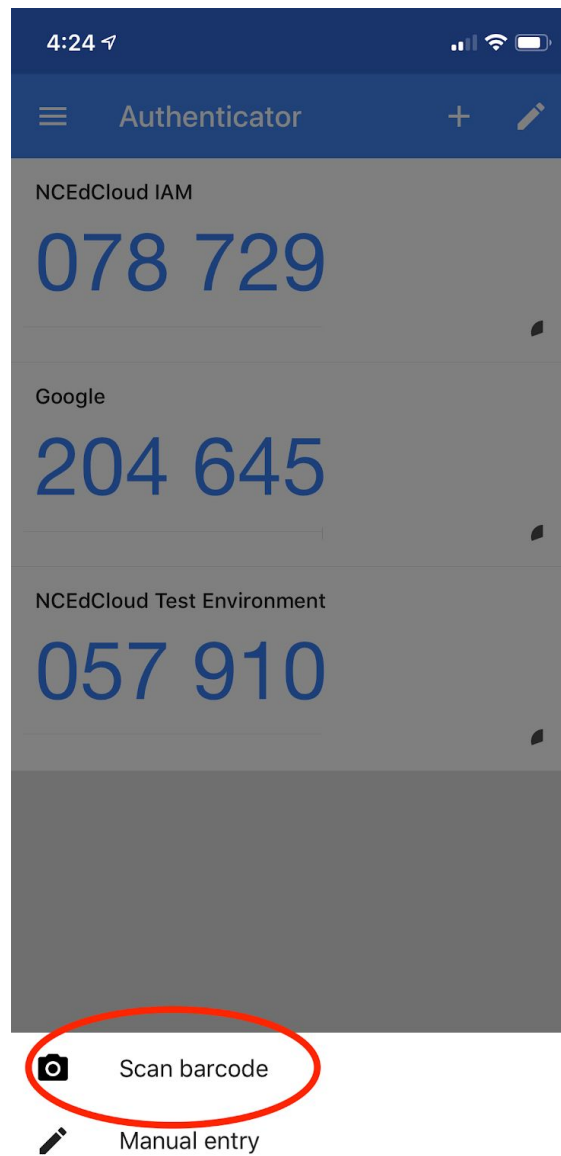 4:24
Authenticator
NCEdCloud IAM
078 729
Google
204 645
NCEdCloud Test Environment
057 910
Scan barcode
Manual entry